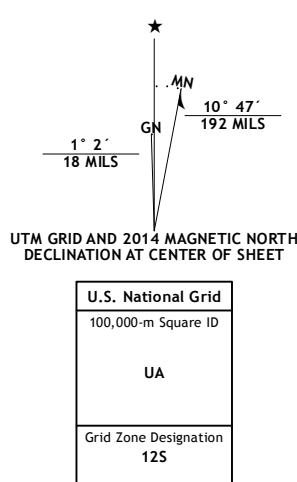 ★
MN
GN
10° 47´
192 MILS
1° 2´
18 MILS
UTM GRID AND 2014 MAGNETIC NORTH
DECLINATION AT CENTER OF SHEET
U.S. National Grid
100,000-m Square ID
UA
Grid Zone Designation
12S